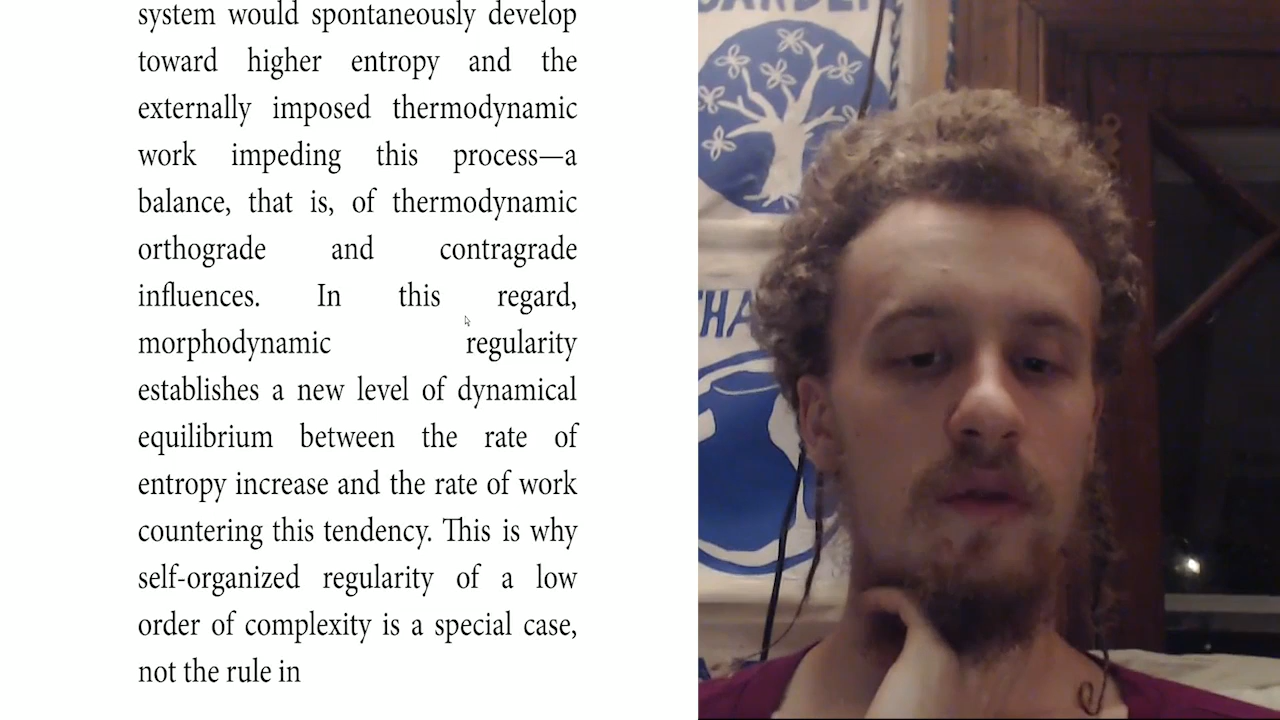 system would spontaneously develop
toward higher entropy and the
externally imposed thermodynamic
work impeding this process—a
balance, that is, of thermodynamic
orthograde and contragrade
influences. In this regard,
morphodynamic regularity
establishes a new level of dynamical
equilibrium between the rate of
entropy increase and the rate of work
countering this tendency. This is why
self-organized regularity of a low
order of complexity is a special case,
not the rule in